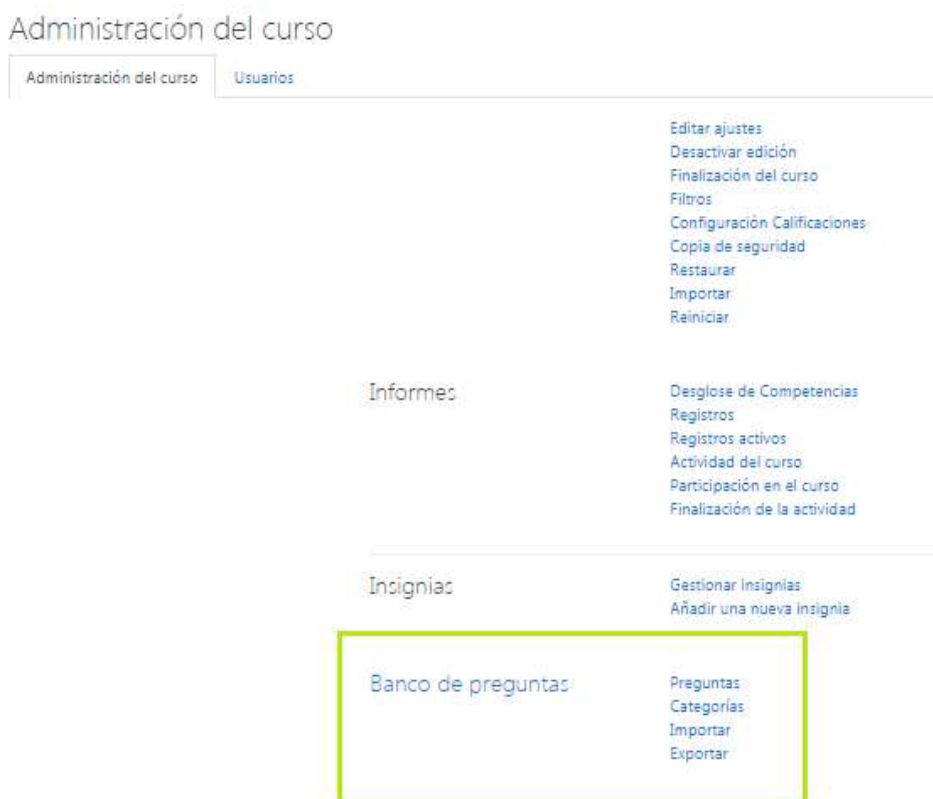 Administración del curso
Administración del curso Usuarios
Editar ajustes
Desactivar edición
Finalización del curso
Filtros
Configuración Calificaciones
Copia de seguridad
Restaurar
Importar
Reiniciar
Informes Desglose de Competencias
Registros
Registros activos
Actividad del curso
Participación en el curso
Finalización de la actividad
Insignias Gestionar insignias
Añadir una nueva insignia
Banco de preguntas Preguntas
Categorías
Importar
Exportar